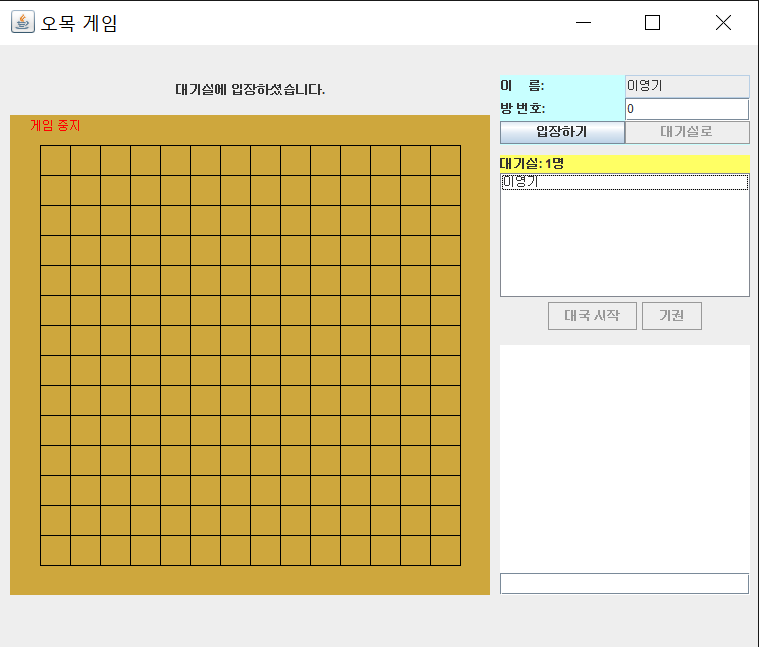 오목 게임
대기실에 입장하셨습니다.
게임 중지
이 름: 이영기
방 번호: 0
입장하기 대기실로
대기실: 1명
이영기
대국 시작 기권